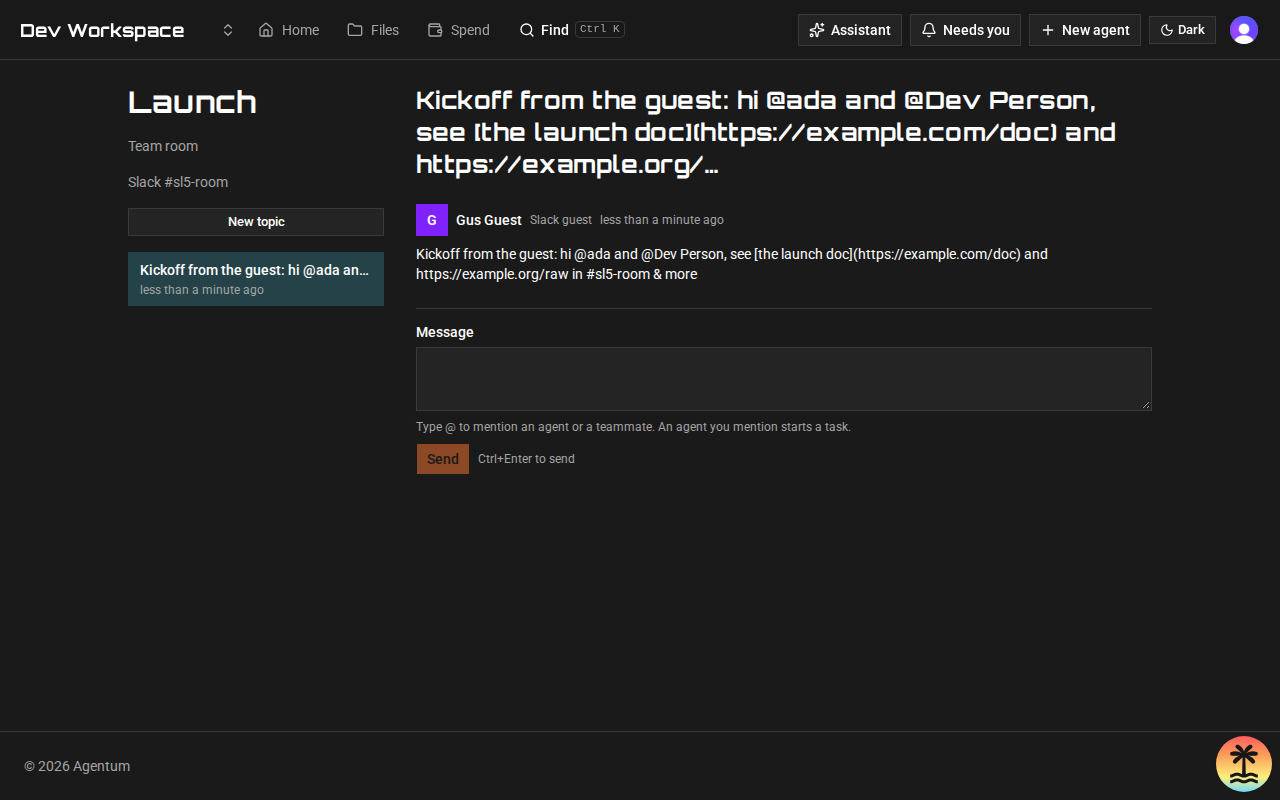 Dev Workspace
Home
Files
Spend
Find
Ctrl K
Assistant
Needs you
New agent
Dark
Launch
Team room
Slack #sl5-room
New topic
Kickoff from the guest: hi @ada an...
less than a minute ago
Kickoff from the guest: hi @ada and @Dev Person,
see [the launch doc](https://example.com/doc) and
https://example.org/...
G
Gus Guest Slack guest less than a minute ago
Kickoff from the guest: hi @ada and @Dev Person, see [the launch doc](https://example.com/doc) and
https://example.org/raw in #sl5-room & more
Message
Type @ to mention an agent or a teammate. An agent you mention starts a task.
Send
Ctrl+Enter to send
© 2026 Agentum